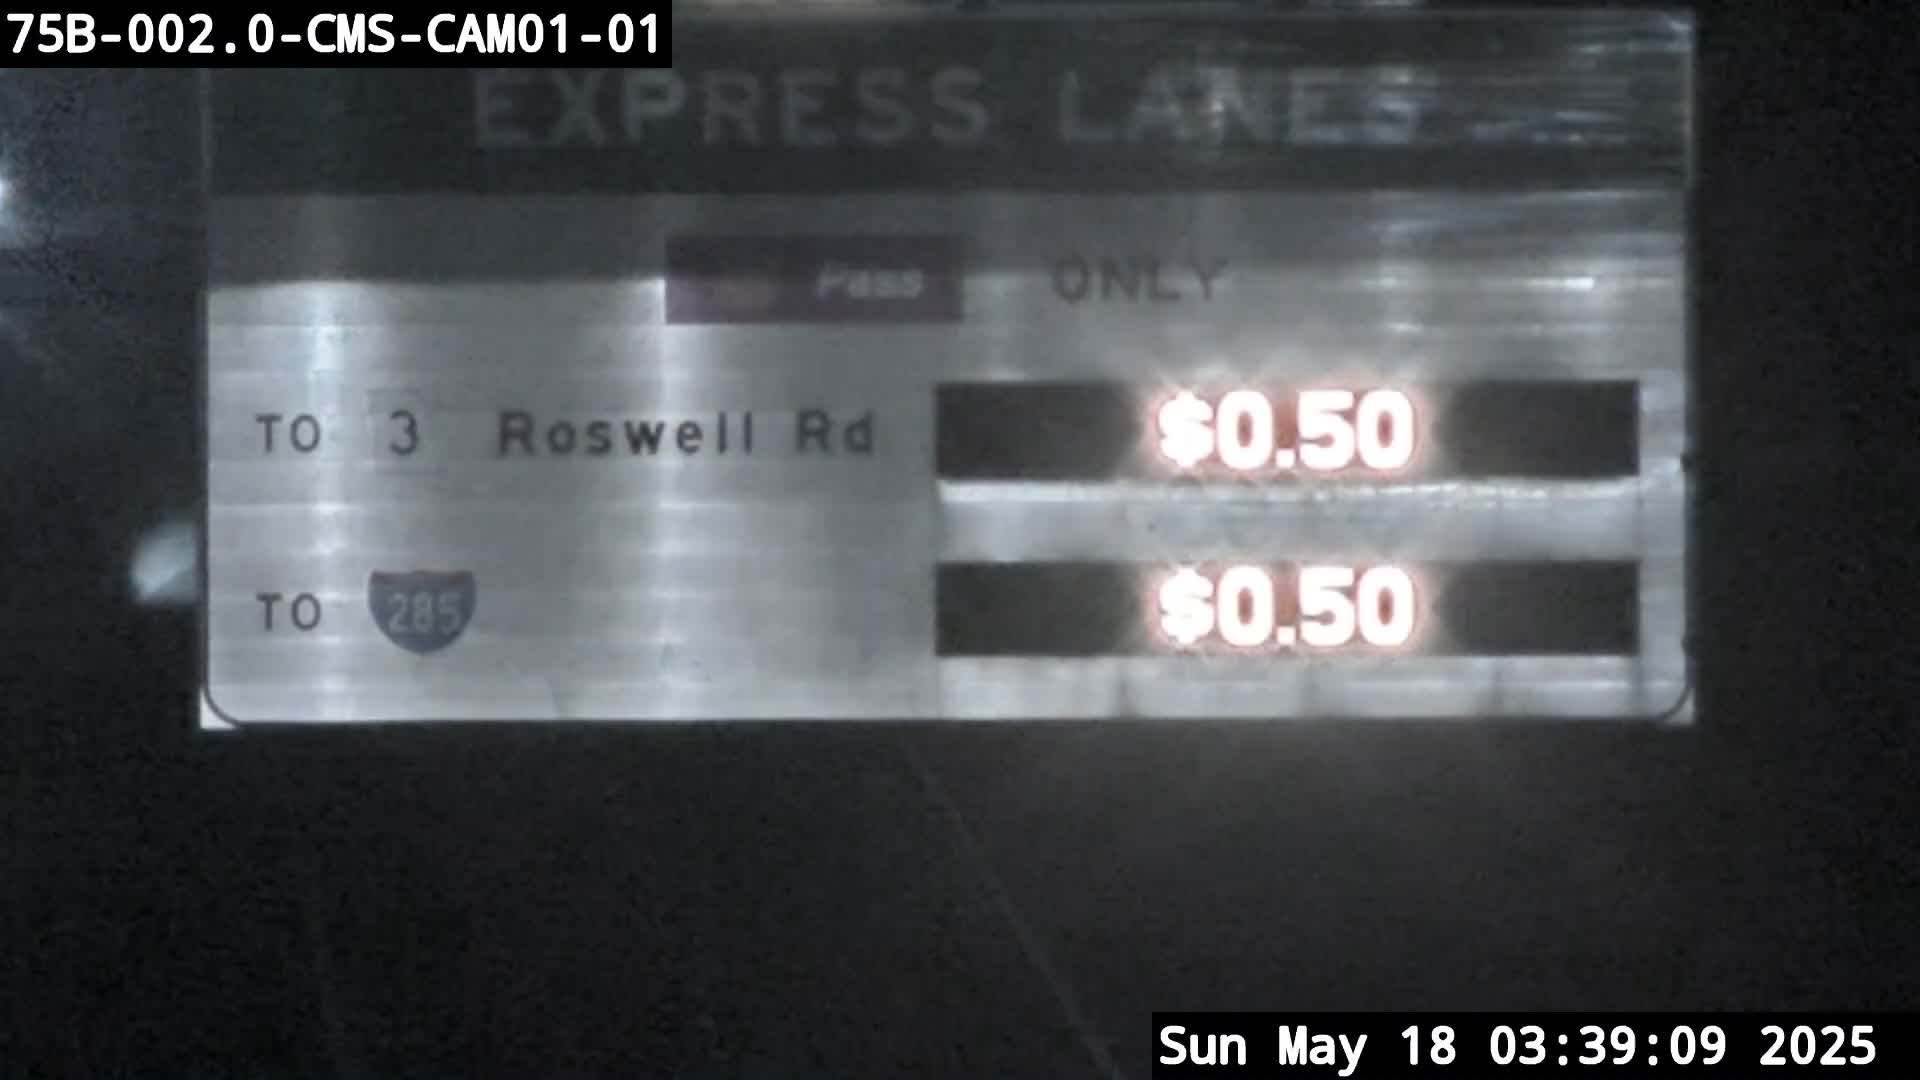 75B-002.0-CMS-CAM01-01
EXPRESS LANES
Pass ONLY
TO 3 Roswell Rd $0.50
TO 285 $0.50
Sun May 18 03:39:09 2025